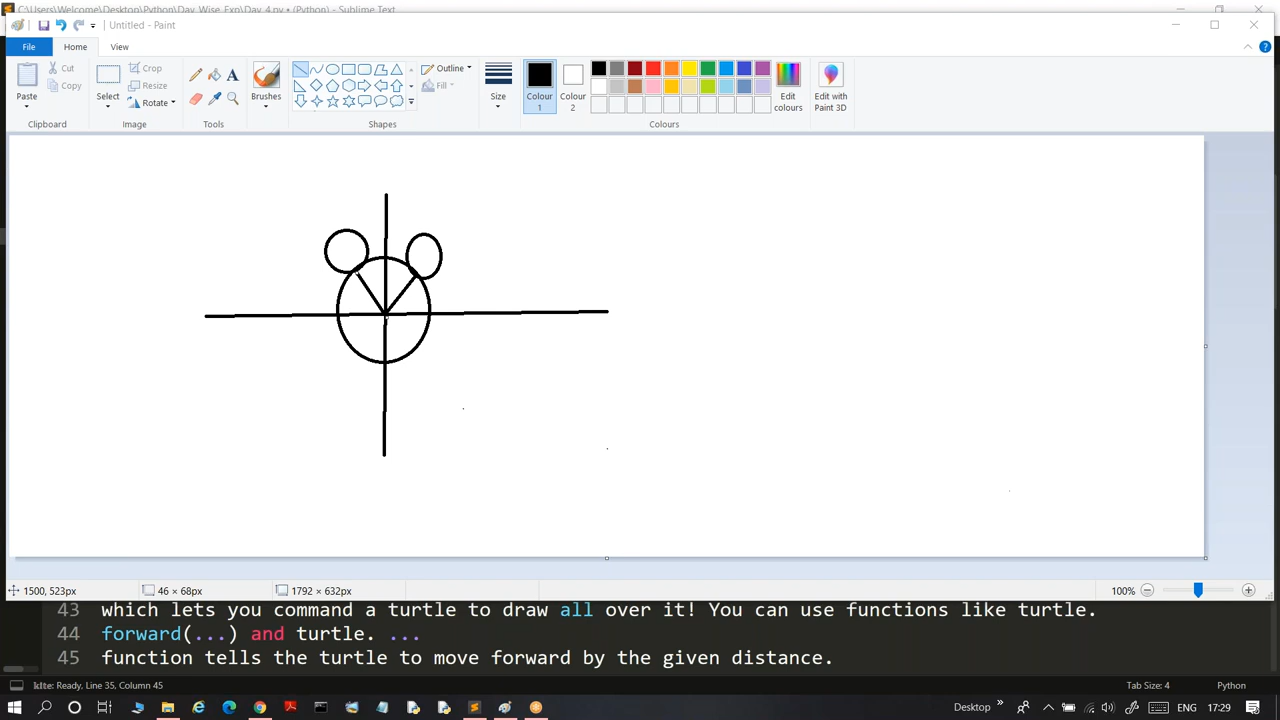 C:\Users\Welcome\Desktop\Python\Day_Wise_Exp\Day_4.py • (Python) - Sublime Text
Untitled - Paint
File
Home
View
Paste
Cut
Copy
Clipboard
Select
Crop
Resize
Rotate
Image
Tools
Brushes
Outline
Fill
Shapes
Size
Colour 1
Colour 2
Edit colours
Colours
Edit with Paint 3D
1500, 523px
46 × 68px
1792 × 632px
100%
43 which lets you command a turtle to draw all over it! You can use functions like turtle.
44 forward(...) and turtle. ...
45 function tells the turtle to move forward by the given distance.
kite: Ready, Line 35, Column 45
Tab Size: 4
Python
Desktop
ENG
17:29